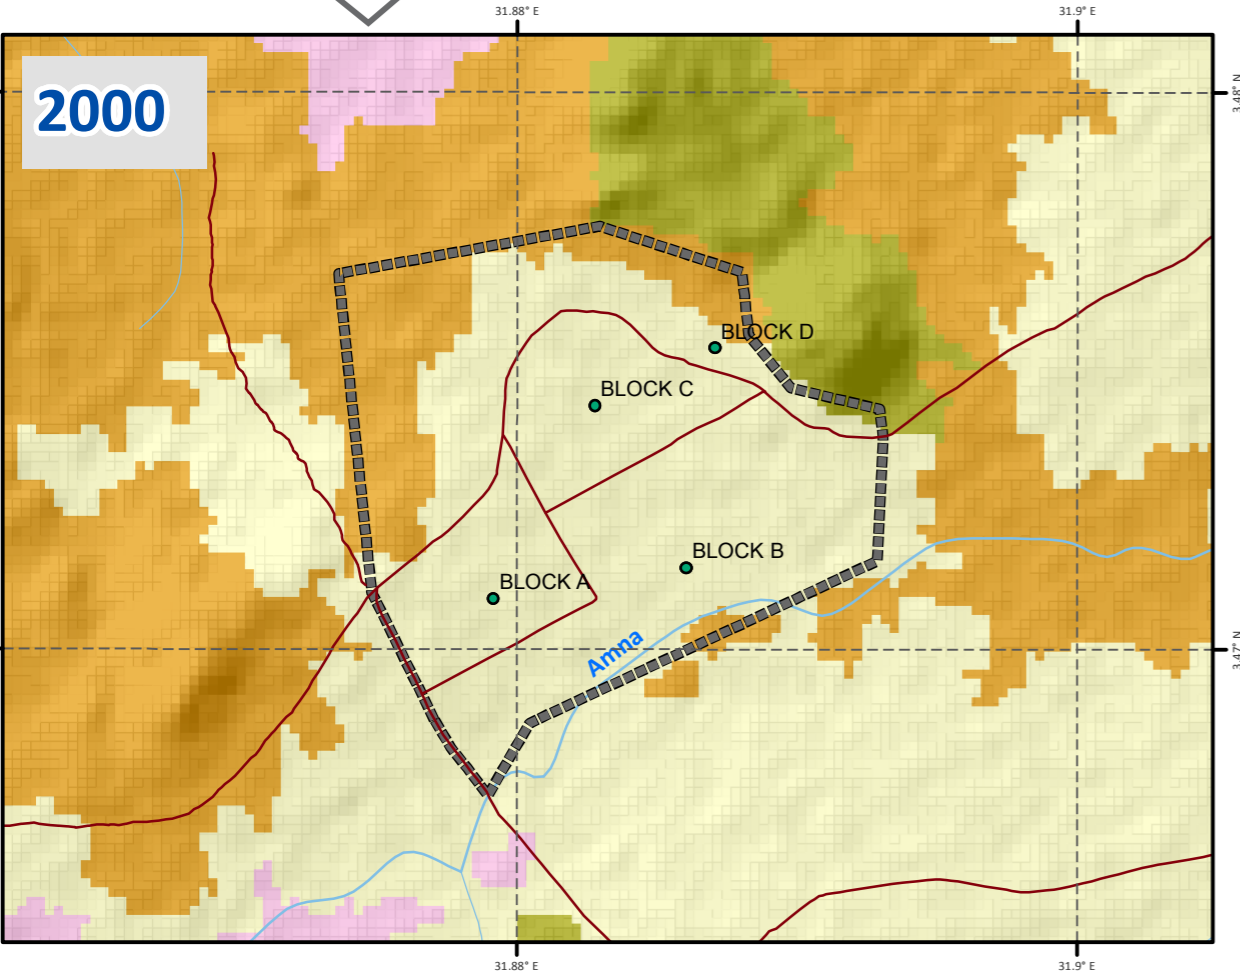 31.88° E
31.9° E
2000
3.48° N
BLOCK D
BLOCK C
BLOCK B
BLOCK A
Amna
3.47° N
31.88° E
31.9° E